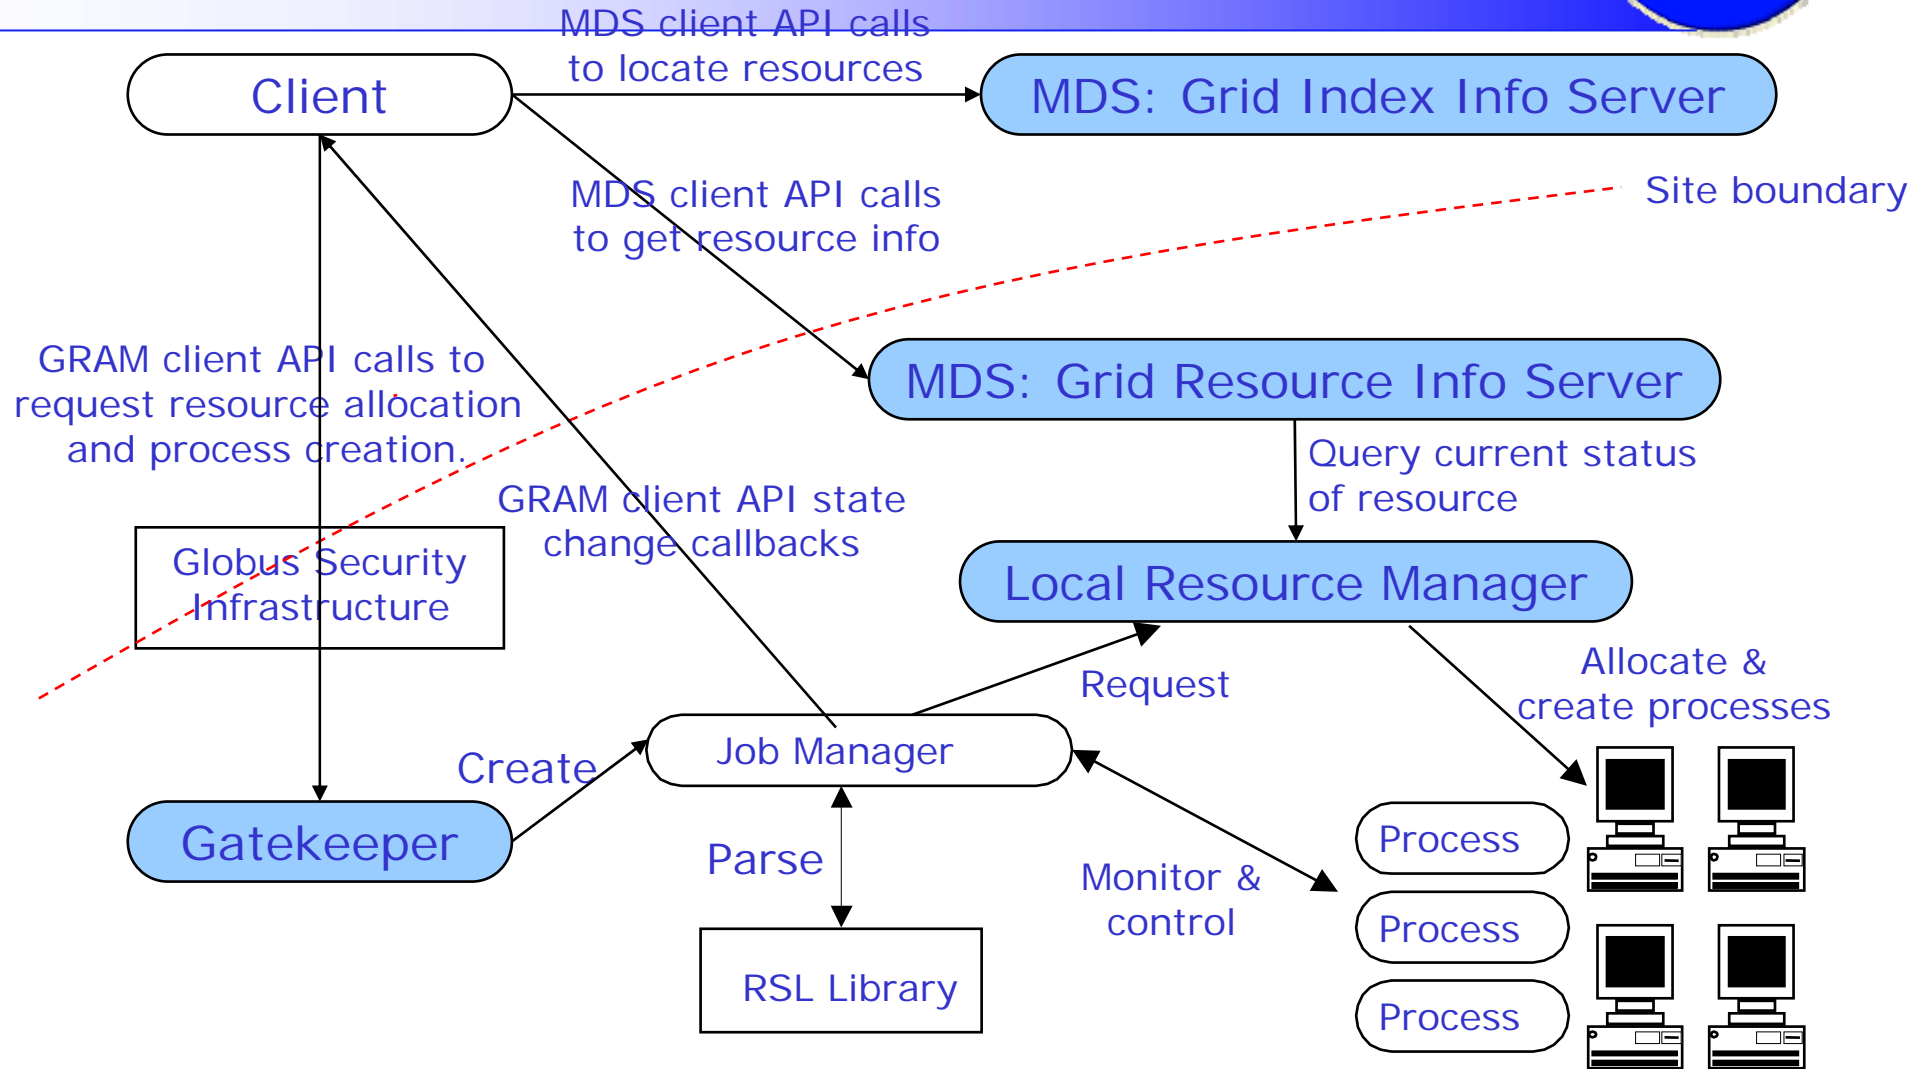 MDS client API calls
to locate resources
Client
MDS: Grid Index Info Server
MDS client API calls
to get resource info
Site boundary
GRAM client API calls to
request resource allocation
and process creation.
MDS: Grid Resource Info Server
Query current status
of resource
GRAM client API state
change callbacks
Globus Security
Infrastructure
Local Resource Manager
Request
Allocate &
create processes
Job Manager
Create
Gatekeeper
Parse
Monitor &
control
Process
Process
Process
RSL Library